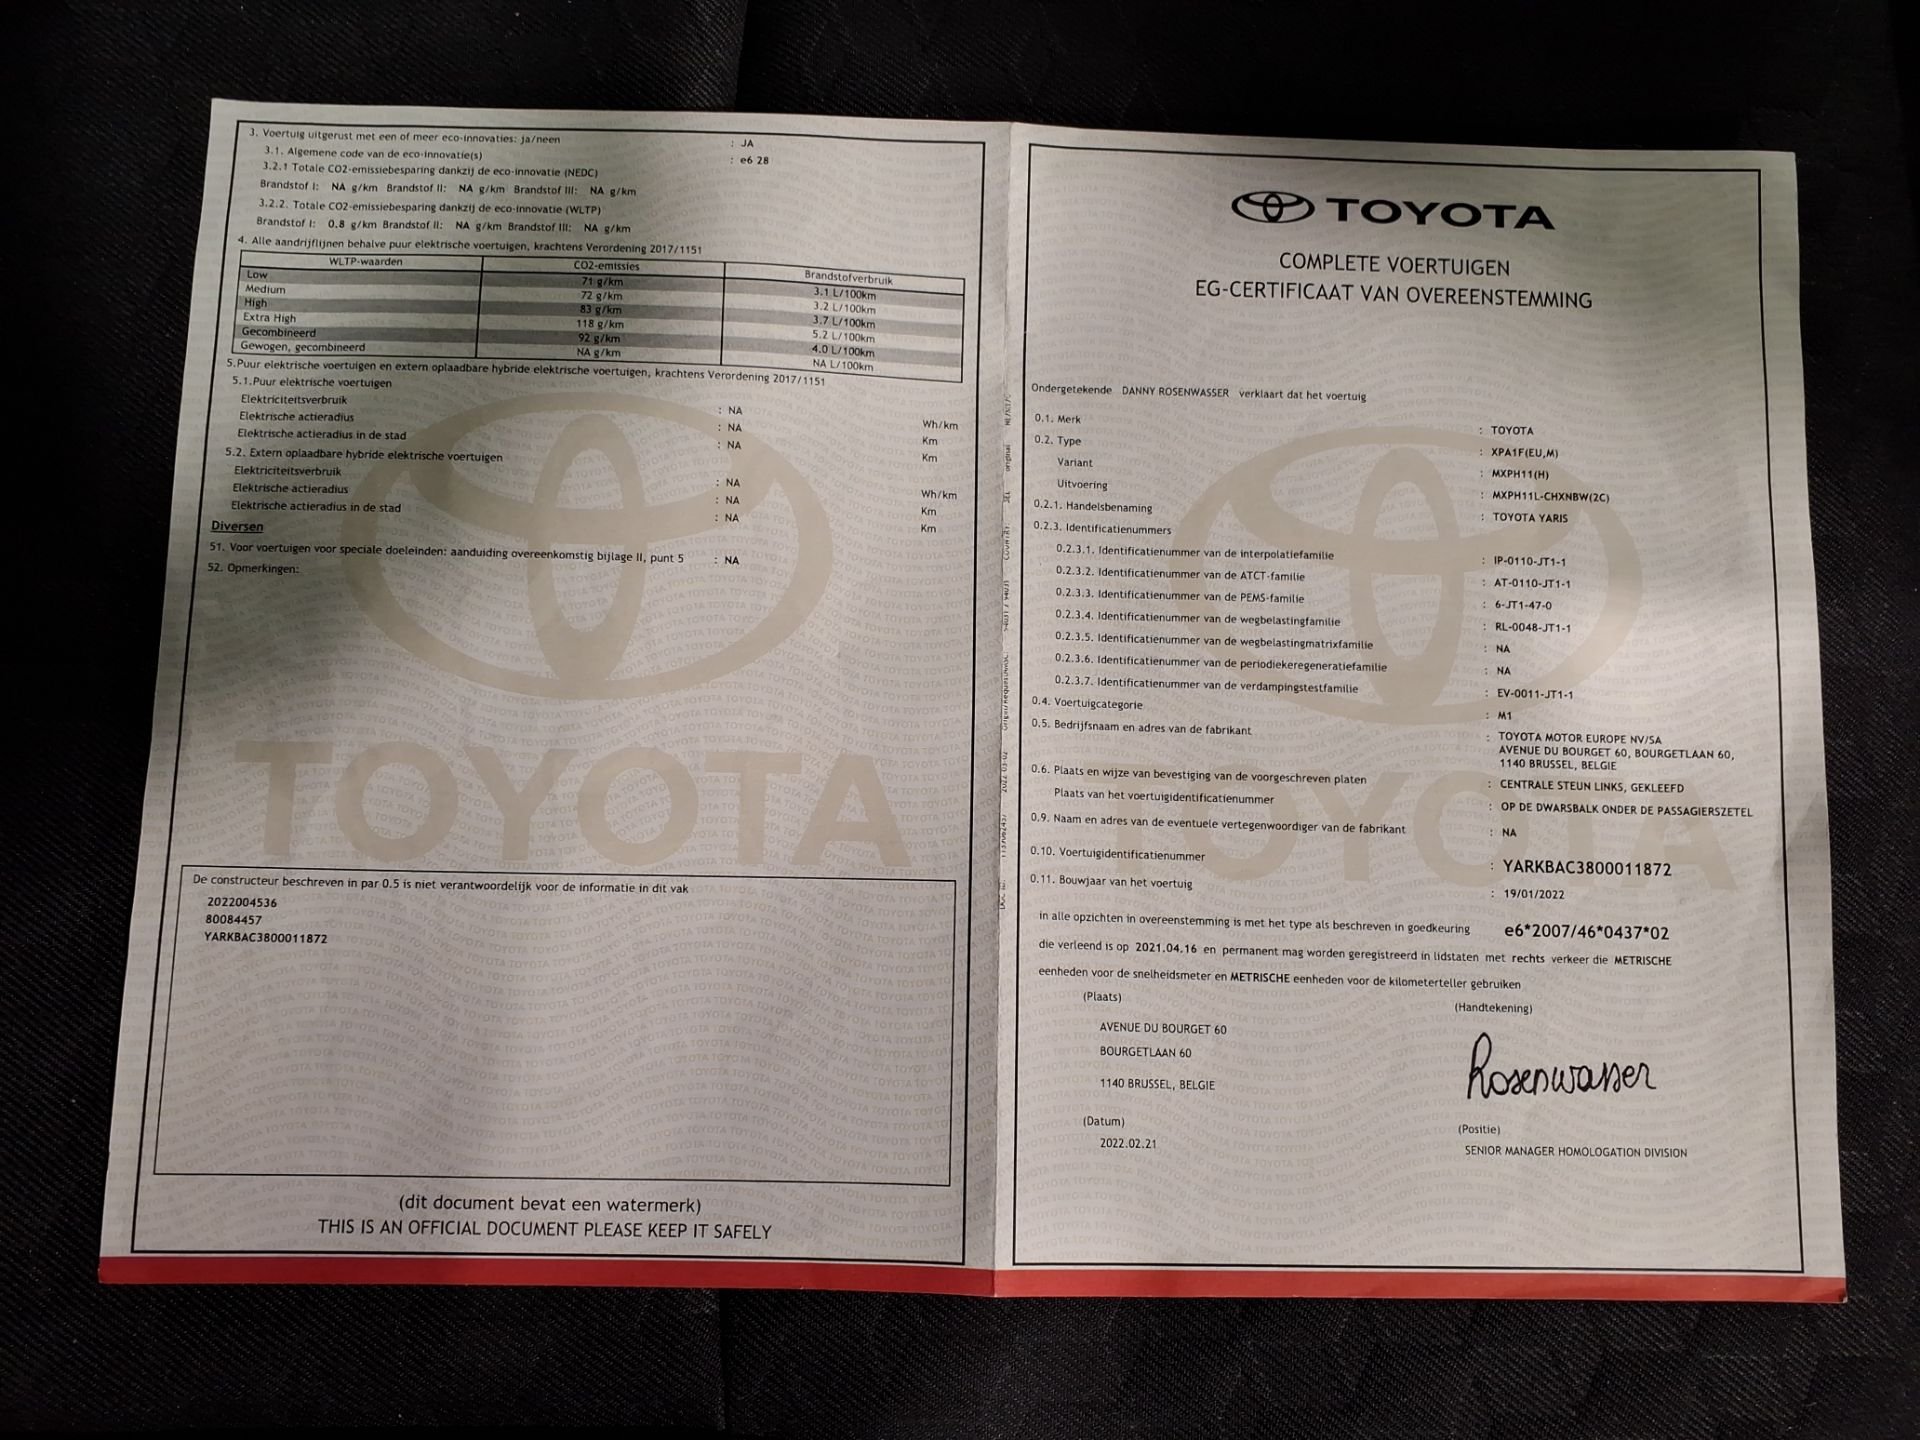 3. Voertuig uitgerust met een of meer eco-innovaties: ja/neen : JA
3.1. Algemene code van de eco-innovatie(s) : e6 28
3.2.1 Totale CO2-emissiebesparing dankzij de eco-innovatie (NEDC)
Brandstof I: NA g/km Brandstof II: NA g/km Brandstof III: NA g/km
3.2.2. Totale CO2-emissiebesparing dankzij de eco-innovatie (WLTP)
Brandstof I: 0.8 g/km Brandstof II: NA g/km Brandstof III: NA g/km
4. Alle aandrijflijnen behalve puur elektrische voertuigen, krachtens Verordening 2017/1151
WLTP-waarden CO2-emissies Brandstofverbruik
Low 71 g/km 3.1 L/100km
Medium 72 g/km 3.2 L/100km
High 83 g/km 3.7 L/100km
Extra High 118 g/km 5.2 L/100km
Gecombineerd 92 g/km 4.0 L/100km
Gewogen, gecombineerd NA g/km NA L/100km
5.Puur elektrische voertuigen en extern oplaadbare hybride elektrische voertuigen, krachtens Verordening 2017/1151
5.1.Puur elektrische voertuigen
Elektriciteitsverbruik : NA Wh/km
Elektrische actieradius : NA Km
Elektrische actieradius in de stad : NA Km
5.2. Extern oplaadbare hybride elektrische voertuigen
Elektriciteitsverbruik : NA Wh/km
Elektrische actieradius : NA Km
Elektrische actieradius in de stad : NA Km
Diversen
51. Voor voertuigen voor speciale doeleinden: aanduiding overeenkomstig bijlage II, punt 5 : NA
52. Opmerkingen:
TOYOTA
De constructeur beschreven in par 0.5 is niet verantwoordelijk voor de informatie in dit vak
2022004536
80084457
YARKBAC3800011872
(dit document bevat een watermerk)
THIS IS AN OFFICIAL DOCUMENT PLEASE KEEP IT SAFELY
TOYOTA
COMPLETE VOERTUIGEN
EG-CERTIFICAAT VAN OVEREENSTEMMING
Ondergetekende DANNY ROSENWASSER verklaart dat het voertuig
0.1. Merk : TOYOTA
0.2. Type : XPA1F(EU,M)
Variant : MXPH11(H)
Uitvoering : MXPH11L-CHXNBW(2C)
0.2.1. Handelsbenaming : TOYOTA YARIS
0.2.3. Identificatienummers
0.2.3.1. Identificatienummer van de interpolatiefamilie : IP-0110-JT1-1
0.2.3.2. Identificatienummer van de ATCT-familie : AT-0110-JT1-1
0.2.3.3. Identificatienummer van de PEMS-familie : 6-JT1-47-0
0.2.3.4. Identificatienummer van de wegbelastingfamilie : RL-0048-JT1-1
0.2.3.5. Identificatienummer van de wegbelastingmatrixfamilie : NA
0.2.3.6. Identificatienummer van de periodiekeregeneratiefamilie : NA
0.2.3.7. Identificatienummer van de verdampingstestfamilie : EV-0011-JT1-1
0.4. Voertuigcategorie : M1
0.5. Bedrijfsnaam en adres van de fabrikant : TOYOTA MOTOR EUROPE NV/SA
AVENUE DU BOURGET 60, BOURGETLAAN 60,
1140 BRUSSEL, BELGIE
0.6. Plaats en wijze van bevestiging van de voorgeschreven platen : CENTRALE STEUN LINKS, GEKLEEFD
Plaats van het voertuigidentificatienummer : OP DE DWARSBALK ONDER DE PASSAGIERSZETEL
0.9. Naam en adres van de eventuele vertegenwoordiger van de fabrikant : NA
0.10. Voertuigidentificatienummer : YARKBAC3800011872
0.11. Bouwjaar van het voertuig : 19/01/2022
in alle opzichten in overeenstemming is met het type als beschreven in goedkeuring e6*2007/46*0437*02
die verleend is op 2021.04.16 en permanent mag worden geregistreerd in lidstaten met rechts verkeer die METRISCHE
eenheden voor de snelheidsmeter en METRISCHE eenheden voor de kilometerteller gebruiken
(Plaats) (Handtekening)
AVENUE DU BOURGET 60
BOURGETLAAN 60
1140 BRUSSEL, BELGIE
Rosenwasser
(Datum) (Positie)
2022.02.21 SENIOR MANAGER HOMOLOGATION DIVISION